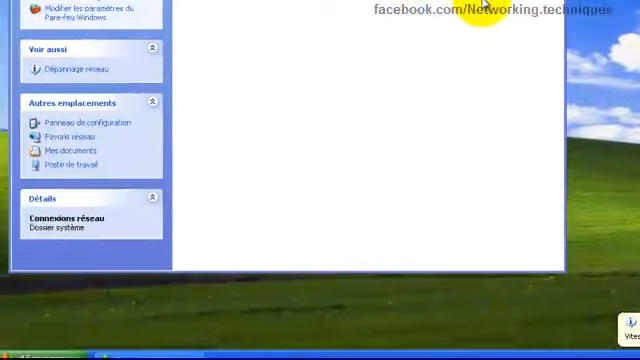 Modifier les paramètres du
Pare-feu Windows
facebook.com/Networking.techniques
Voir aussi
Dépannage réseau
Autres emplacements
Panneau de configuration
Favoris réseau
Mes documents
Poste de travail
Détails
Connexions réseau
Dossier système
Vites